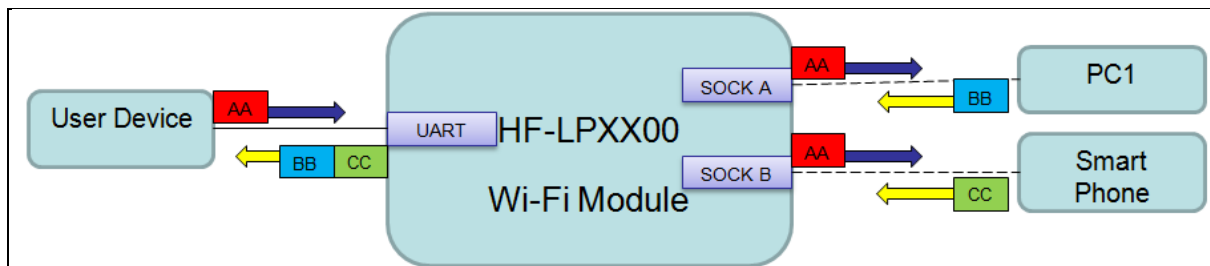 User Device
AA
BB CC
UART
HF-LPXX00
Wi-Fi Module
SOCK A
AA
BB
PC1
SOCK B
AA
CC
Smart
Phone